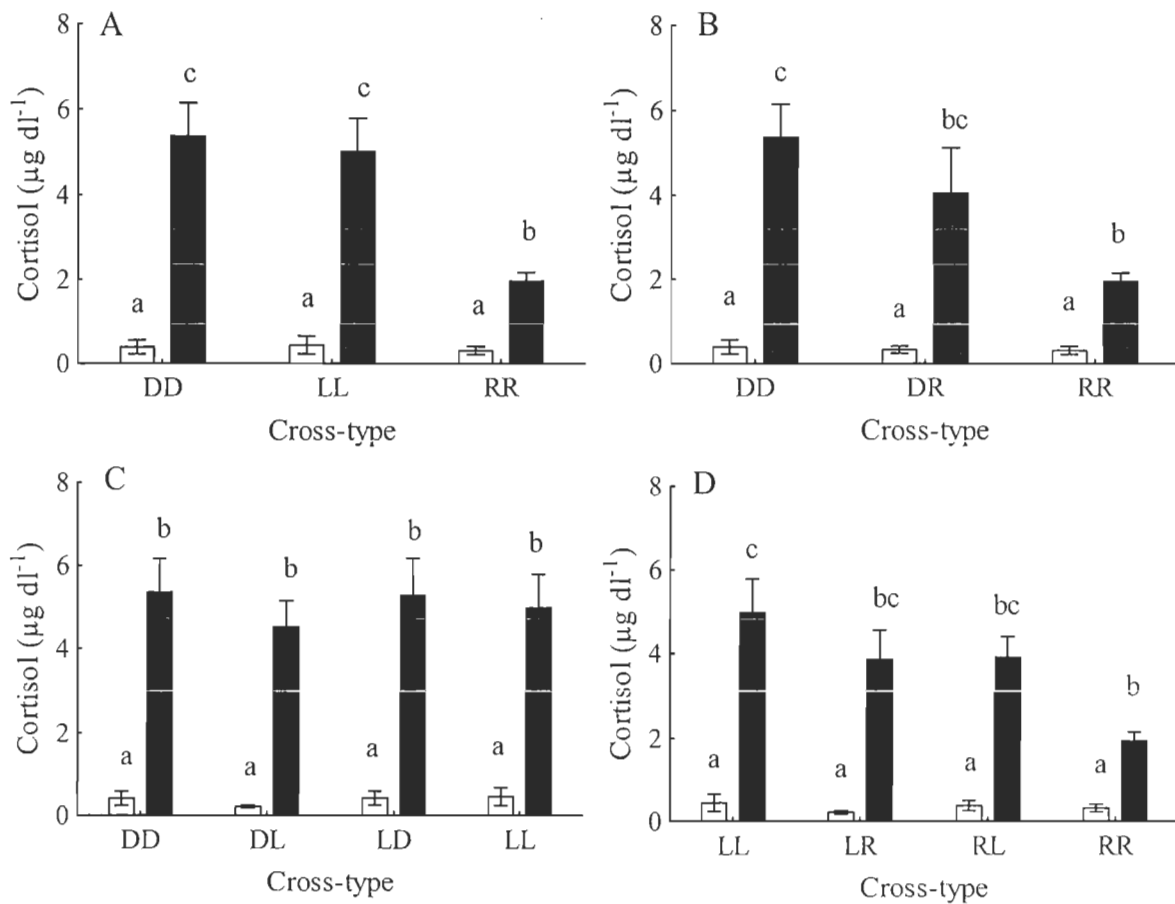 A
Cortisol (μg dl⁻¹)
8
6
4
2
0
c
c
b
a
a
a
DD LL RR
Cross-type
B
Cortisol (μg dl⁻¹)
8
6
4
2
0
c
bc
b
a
a
a
DD DR RR
Cross-type
C
Cortisol (μg dl⁻¹)
8
6
4
2
0
b
b
b
b
a
a
a
a
DD DL LD LL
Cross-type
D
Cortisol (μg dl⁻¹)
8
6
4
2
0
c
bc
bc
b
a
a
a
a
LL LR RL RR
Cross-type